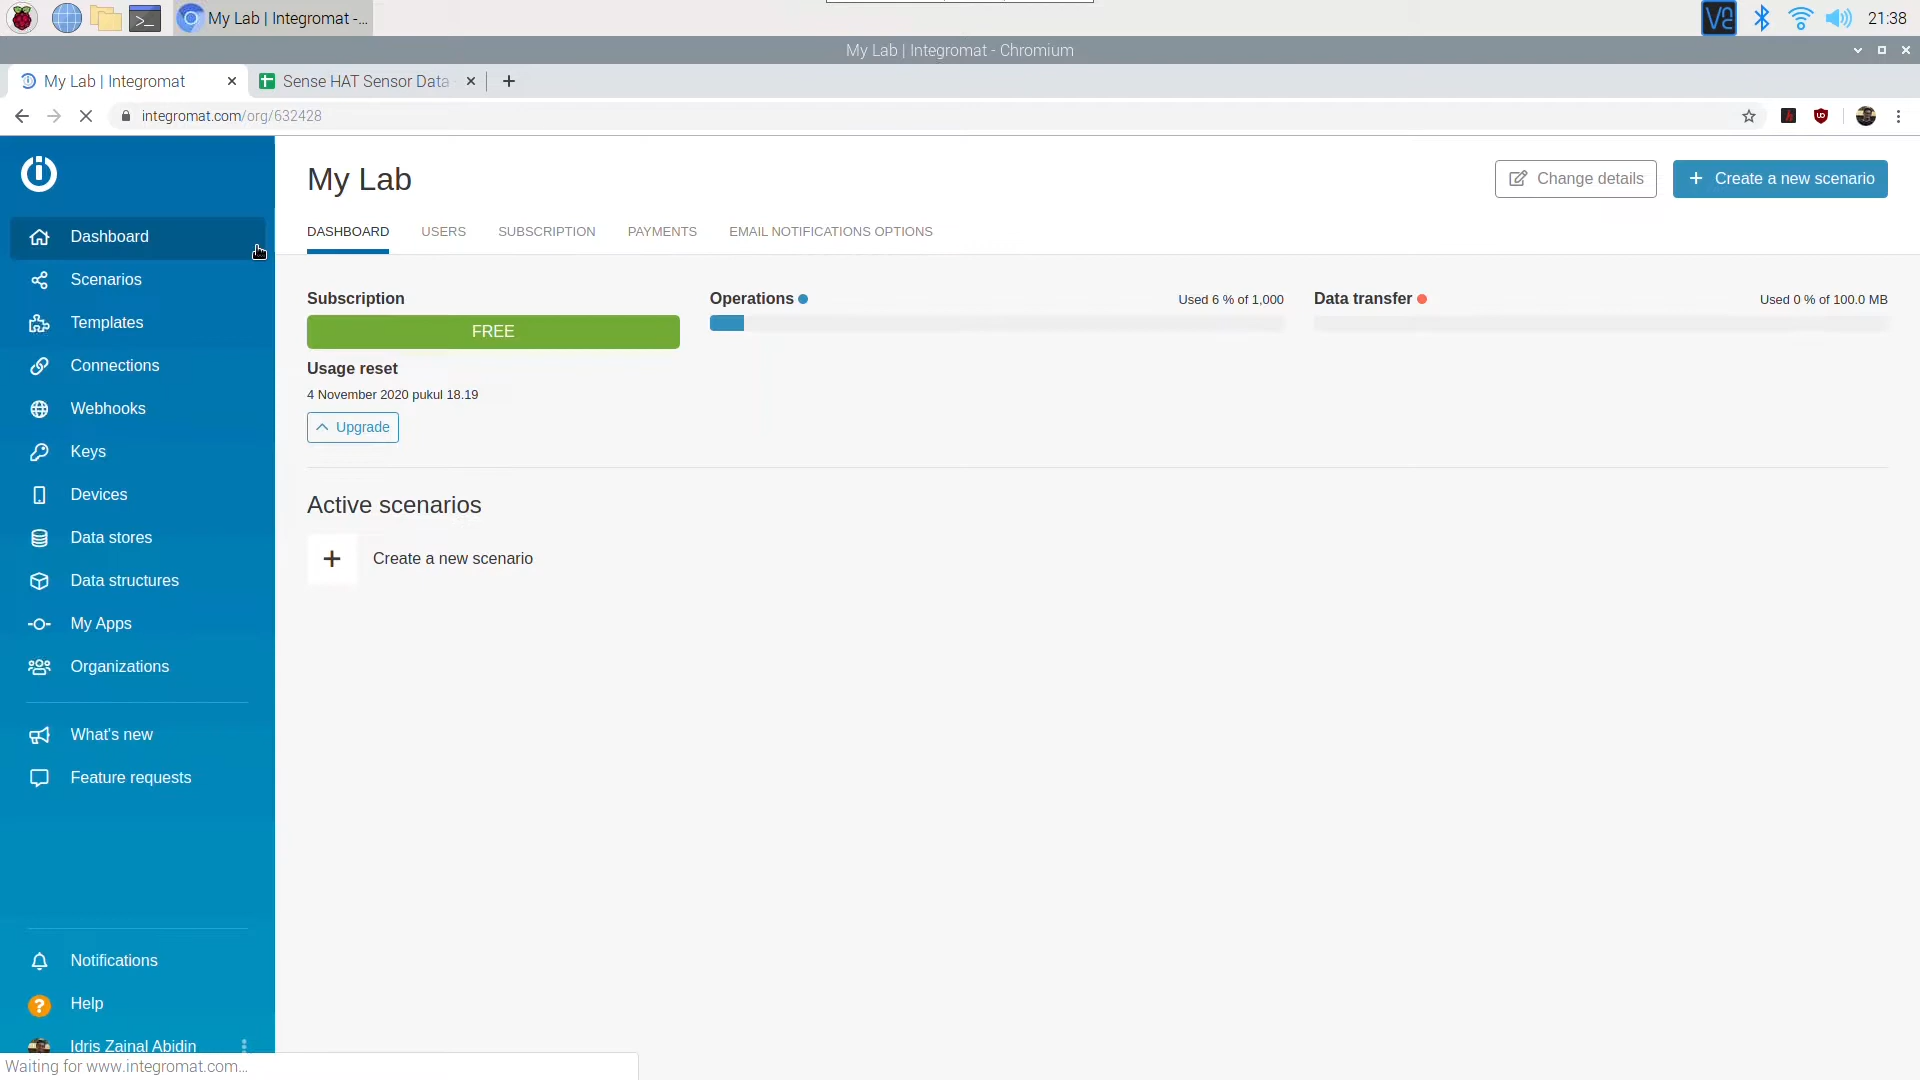 My Lab | Integromat -...
21:38
My Lab | Integromat - Chromium
My Lab | Integromat
Sense HAT Sensor Data
integromat.com/org/632428
My Lab
Change details
Create a new scenario
Dashboard
Scenarios
Templates
Connections
Webhooks
Keys
Devices
Data stores
Data structures
My Apps
Organizations
What's new
Feature requests
Notifications
Help
Idris Zainal Abidin
DASHBOARD USERS SUBSCRIPTION PAYMENTS EMAIL NOTIFICATIONS OPTIONS
Subscription
FREE
Usage reset
4 November 2020 pukul 18.19
Upgrade
Operations
Used 6 % of 1,000
Data transfer
Used 0 % of 100.0 MB
Active scenarios
Create a new scenario
Waiting for www.integromat.com...